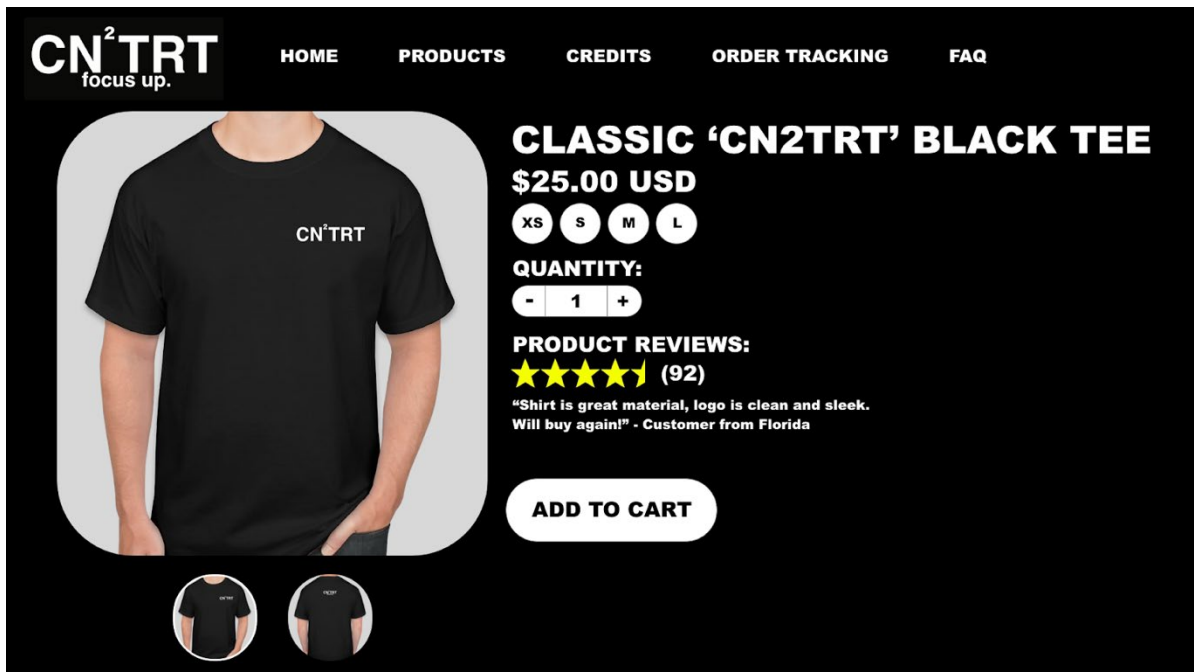 CN²TRT
focus up.
HOME PRODUCTS CREDITS ORDER TRACKING FAQ
CLASSIC ‘CN2TRT’ BLACK TEE
$25.00 USD
XS S M L
CN²TRT
QUANTITY:
- 1 +
PRODUCT REVIEWS:
(92)
“Shirt is great material, logo is clean and sleek.
Will buy again!” - Customer from Florida
ADD TO CART
CN²TRT
CN²TRT